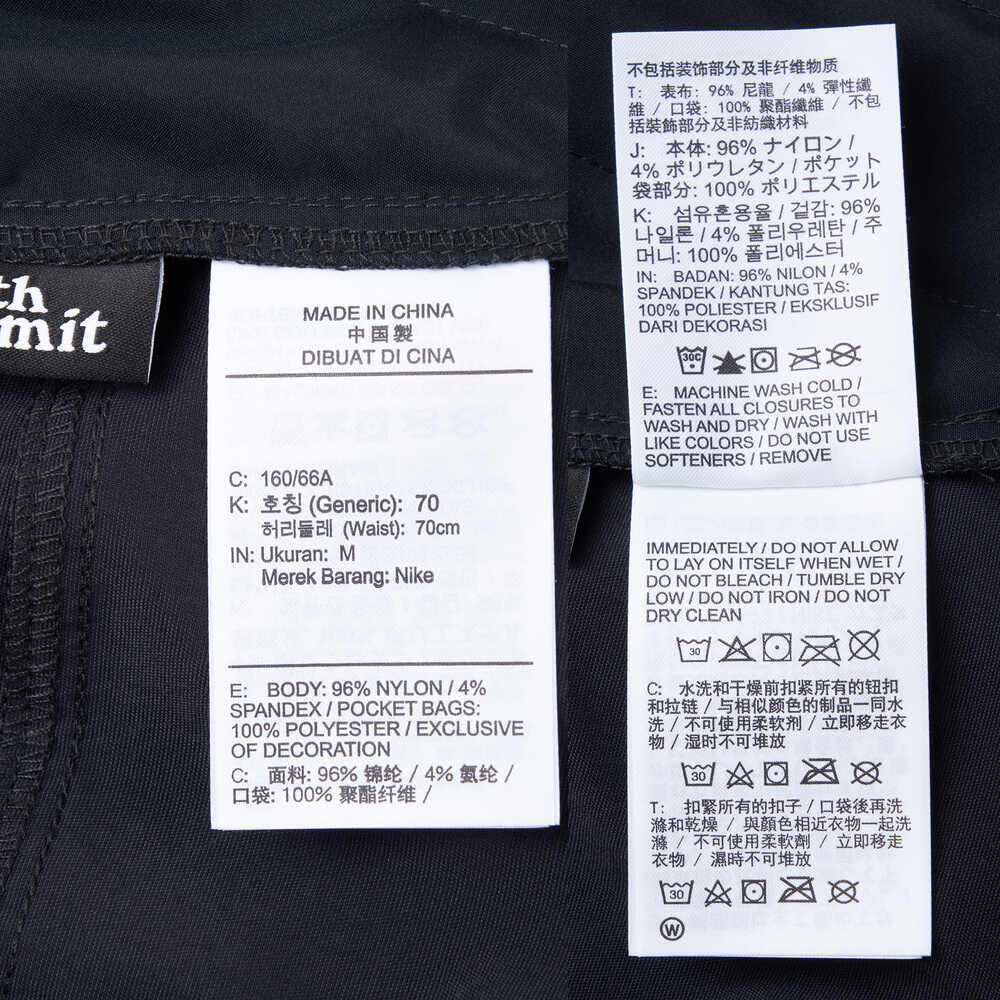 th
mit
MADE IN CHINA
中国製
DIBUAT DI CINA
C: 160/66A
K: 호칭 (Generic): 70
허리둘레 (Waist): 70cm
IN: Ukuran: M
Merek Barang: Nike
E: BODY: 96% NYLON / 4%
SPANDEX / POCKET BAGS:
100% POLYESTER / EXCLUSIVE
OF DECORATION
C: 面料: 96% 锦纶 / 4% 氨纶 /
口袋: 100% 聚酯纤维 /
不包括装饰部分及非纤维物质
T: 表布: 96% 尼龍 / 4% 彈性纖
維 / 口袋: 100% 聚酯纖維 / 不包
括裝飾部分及非紡織材料
J: 本体: 96% ナイロン /
4% ポリウレタン / ポケット
袋部分: 100% ポリエステル
K: 섬유혼용율 / 겉감: 96%
나일론 / 4% 폴리우레탄 / 주
머니: 100% 폴리에스터
IN: BADAN: 96% NILON / 4%
SPANDEK / KANTUNG TAS:
100% POLIESTER / EKSKLUSIF
DARI DEKORASI
30C
E: MACHINE WASH COLD /
FASTEN ALL CLOSURES TO
WASH AND DRY / WASH WITH
LIKE COLORS / DO NOT USE
SOFTENERS / REMOVE
IMMEDIATELY / DO NOT ALLOW
TO LAY ON ITSELF WHEN WET /
DO NOT BLEACH / TUMBLE DRY
LOW / DO NOT IRON / DO NOT
DRY CLEAN
30
C: 水洗和干燥前扣紧所有的钮扣
和拉链 / 与相似颜色的制品一同水
洗 / 不可使用柔软剂 / 立即移走衣
物 / 湿时不可堆放
30
T: 扣緊所有的扣子 / 口袋後再洗
滌和乾燥 / 與顏色相近衣物一起洗
滌 / 不可使用柔軟劑 / 立即移走
衣物 / 濕時不可堆放
30
W